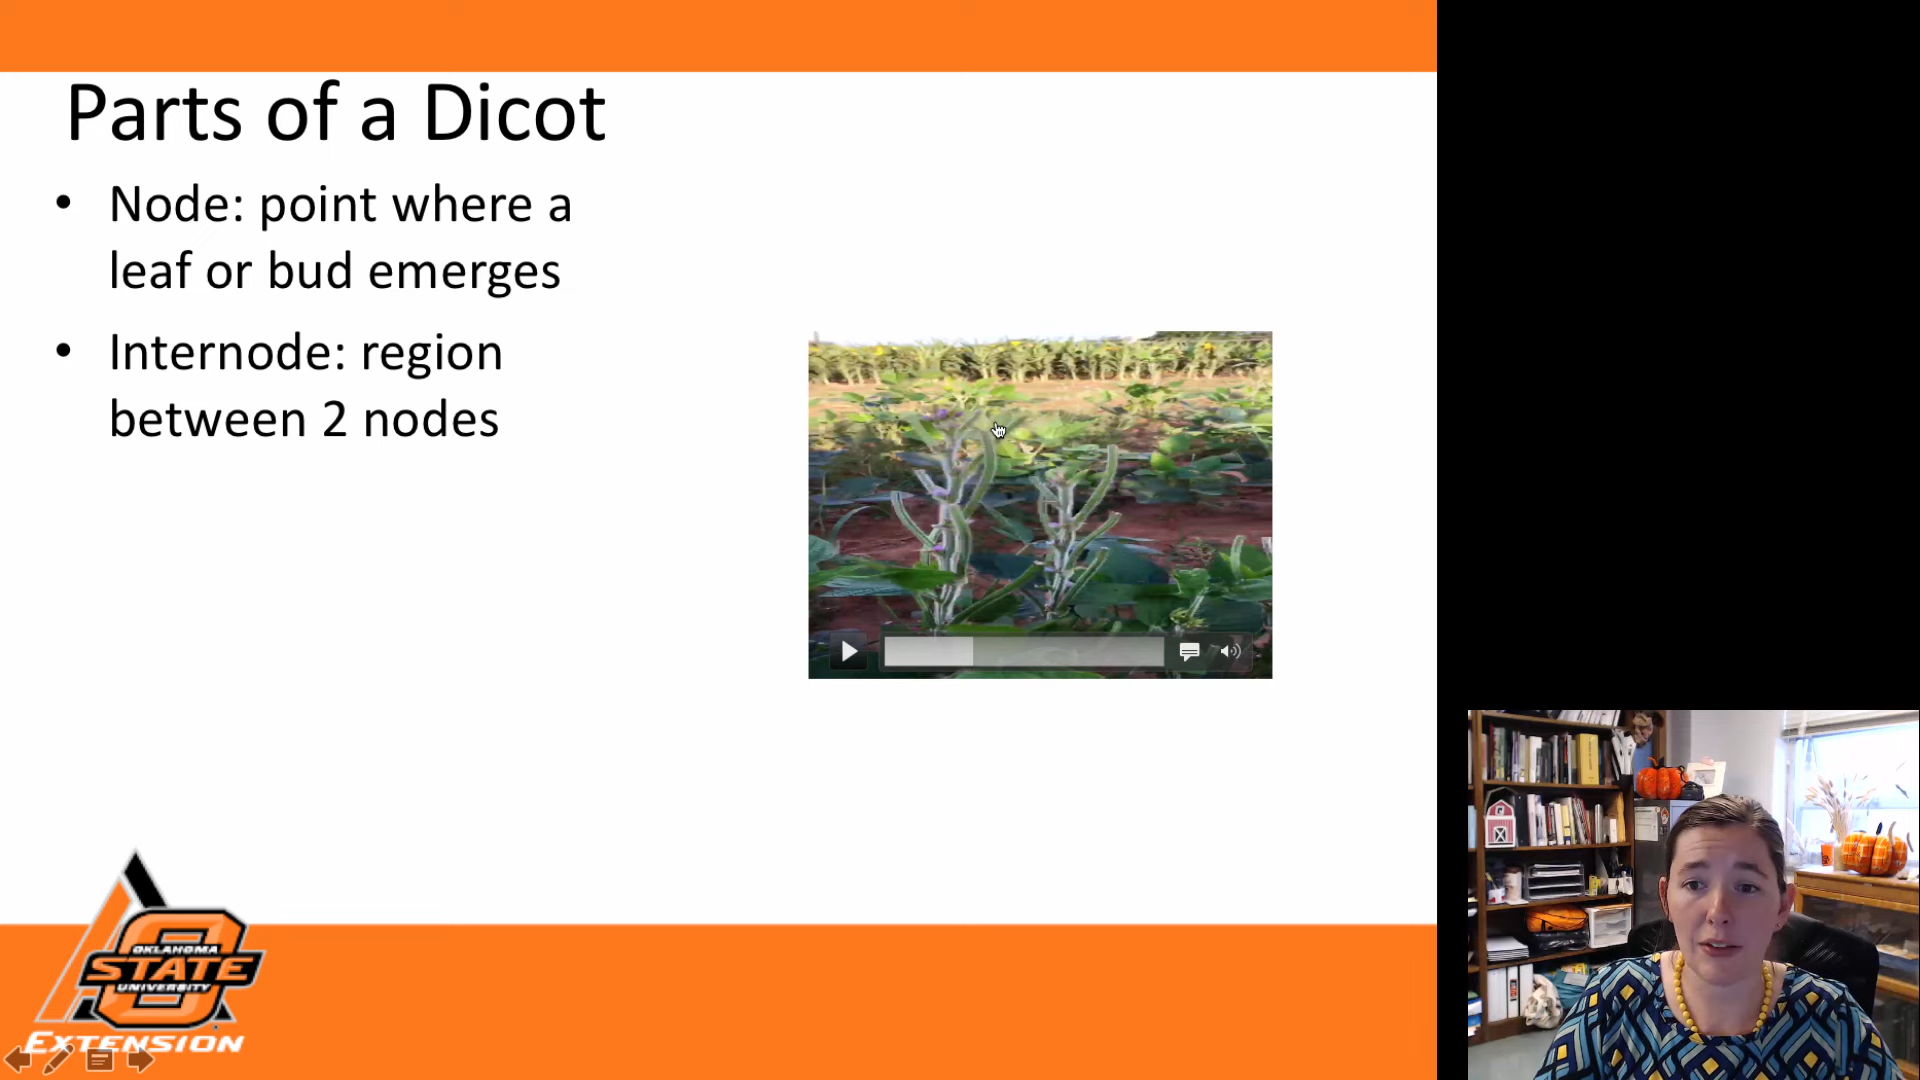 Parts of a Dicot
• Node: point where a
leaf or bud emerges
• Internode: region
between 2 nodes
OKLAHOMA
STATE
UNIVERSITY
EXTENSION